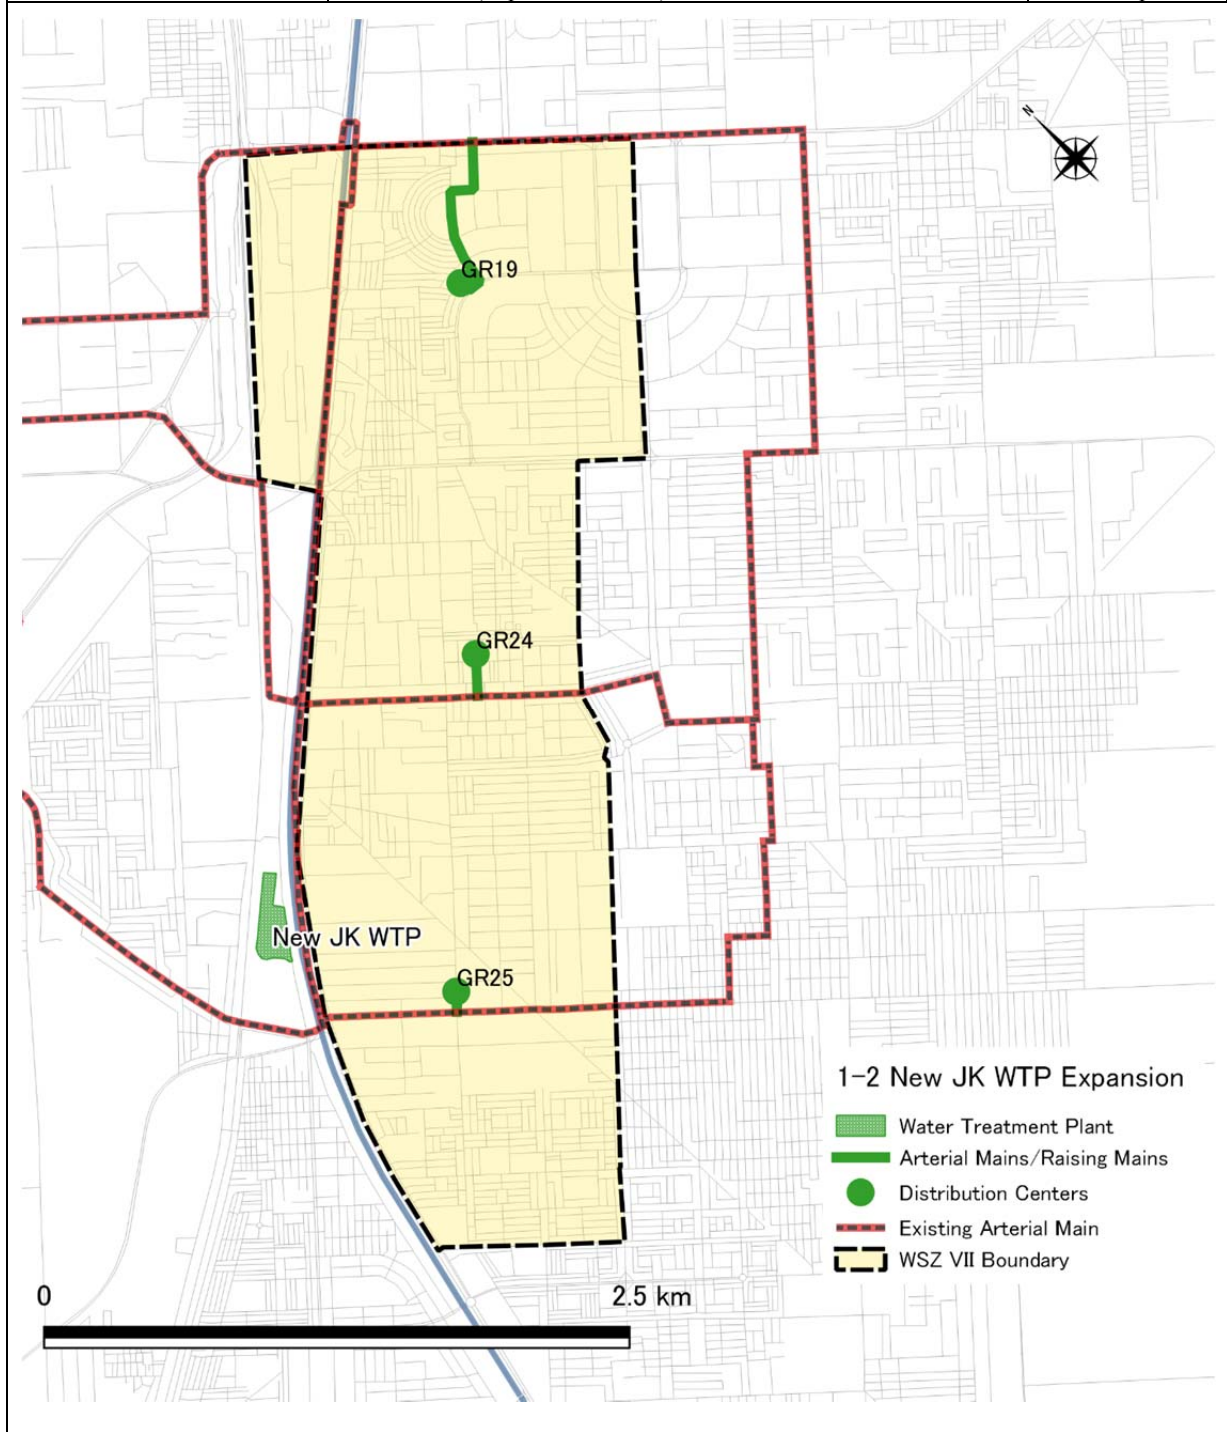 N
GR19
GR24
New JK WTP
GR25
1-2 New JK WTP Expansion
Water Treatment Plant
Arterial Mains/Raising Mains
Distribution Centers
Existing Arterial Main
WSZ VII Boundary
0 2.5 km